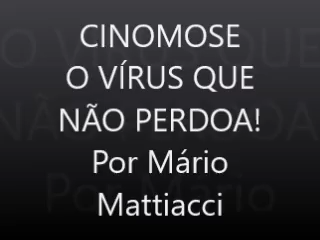 CINOMOSE
O VÍRUS QUE
NÃO PERDOA!
Por Mário
Mattiacci